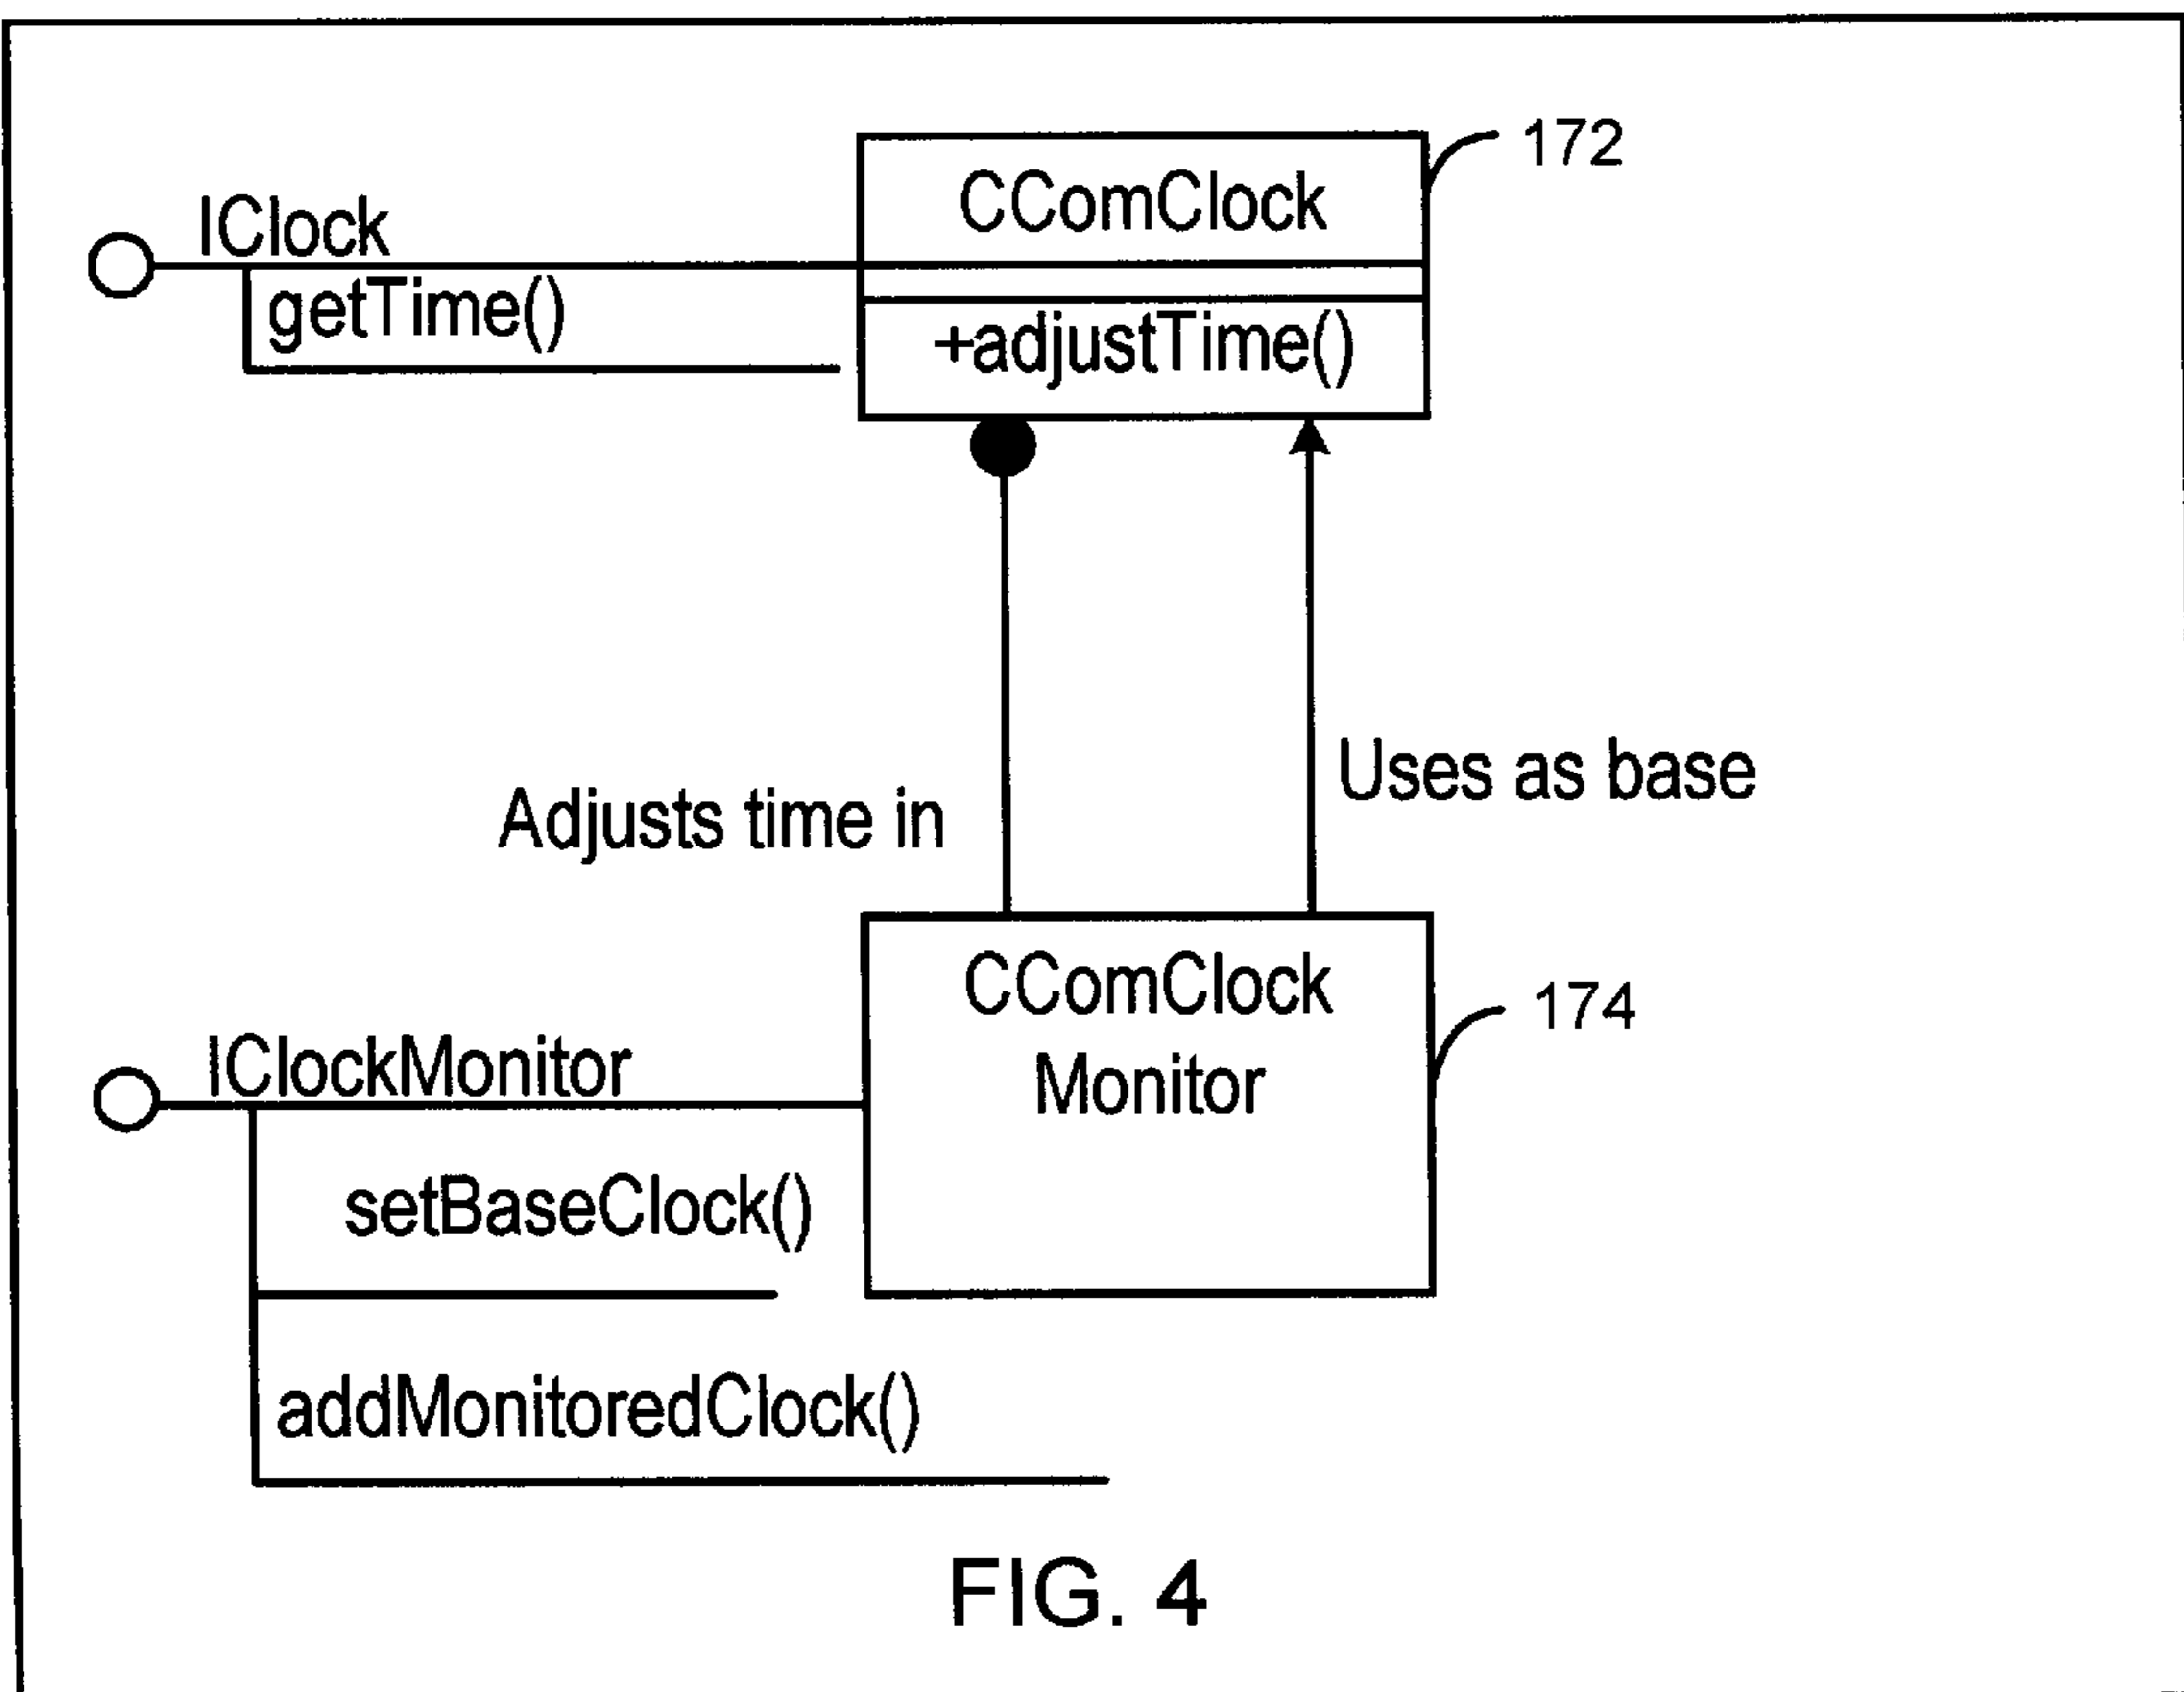 172
CComClock
IClock
getTime()
+adjustTime()
Uses as base
Adjusts time in
CComClock
Monitor
174
IClockMonitor
setBaseClock()
addMonitoredClock()
FIG. 4